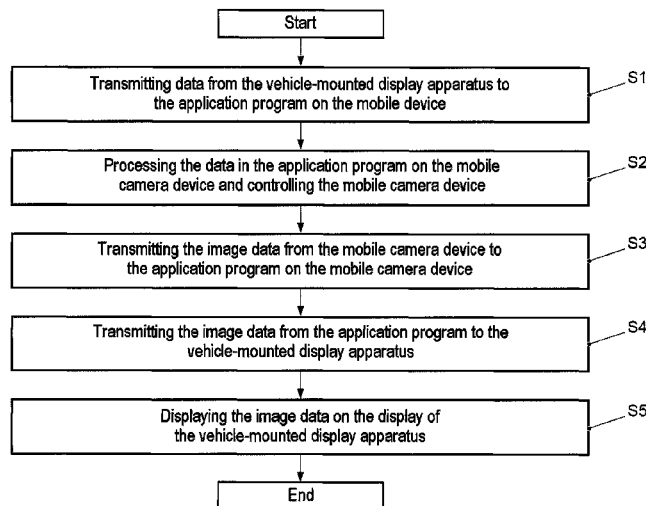 Start
Transmitting data from the vehicle-mounted display apparatus to
the application program on the mobile device
S1
Processing the data in the application program on the mobile
camera device and controlling the mobile camera device
S2
Transmitting the image data from the mobile camera device to
the application program on the mobile camera device
S3
Transmitting the image data from the application program to the
vehicle-mounted display apparatus
S4
Displaying the image data on the display of
the vehicle-mounted display apparatus
S5
End